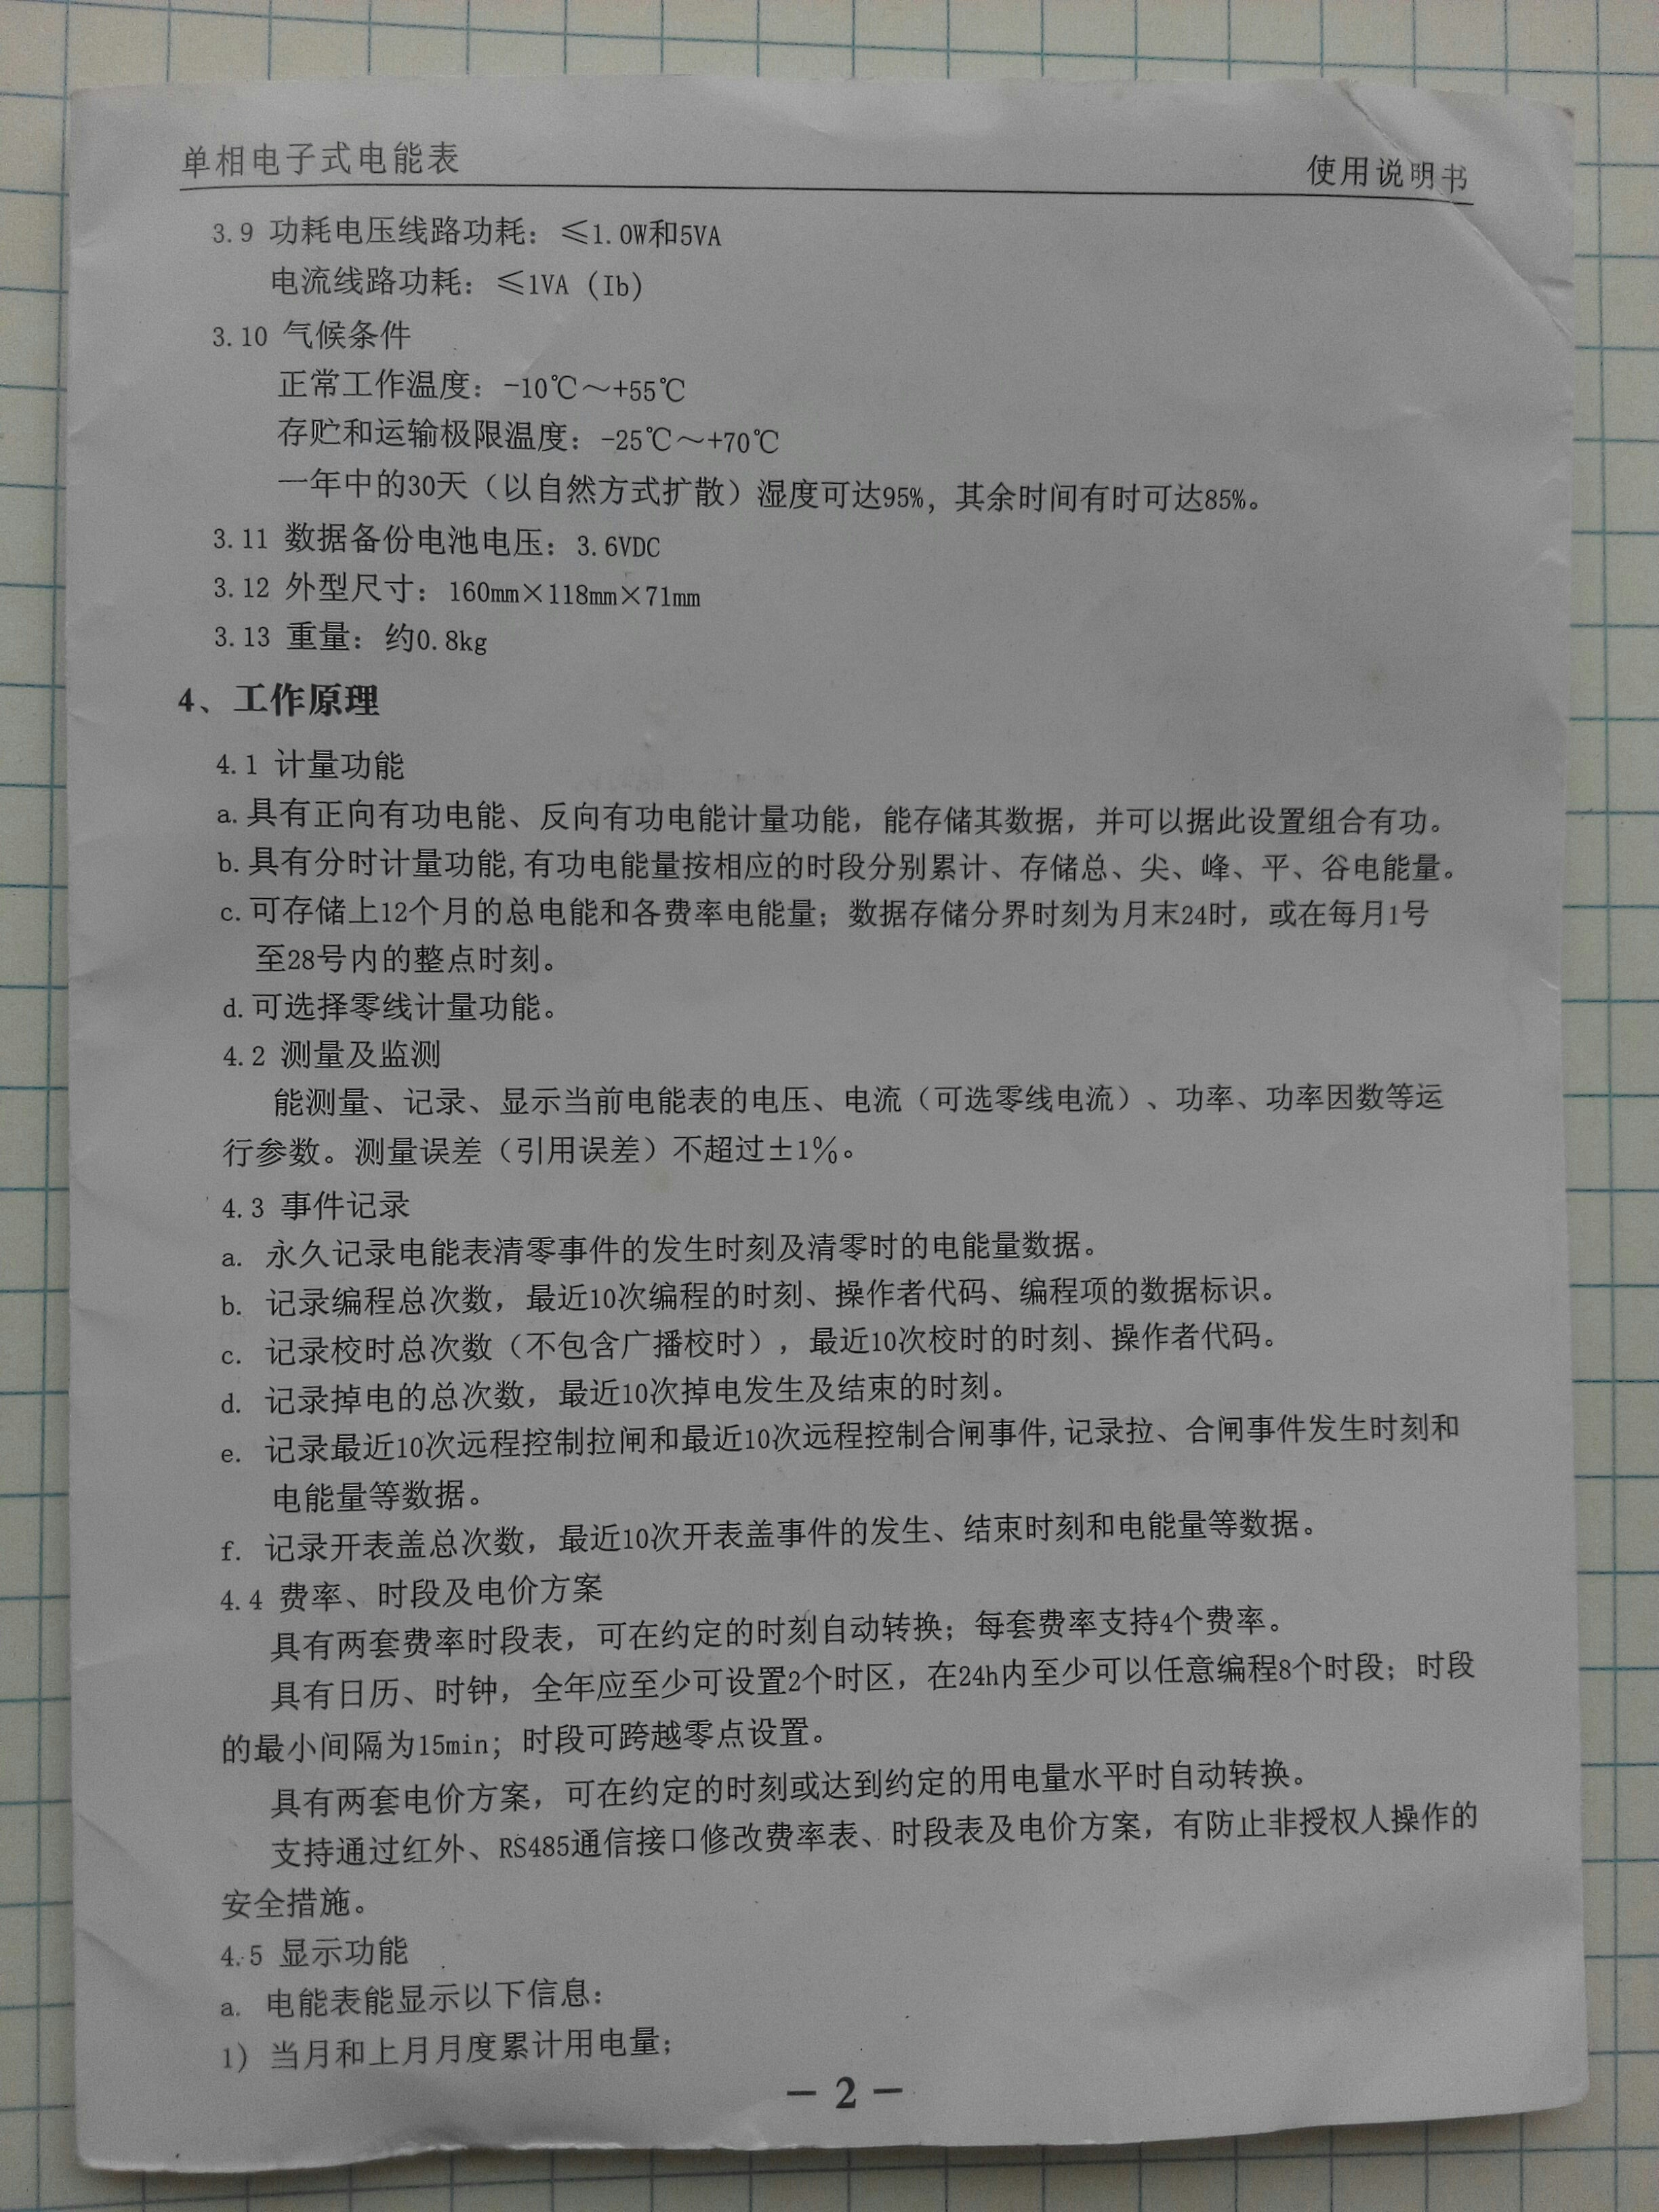 单相电子式电能表
使用说明书
3.9 功耗电压线路功耗：≤1.0W和5VA
电流线路功耗：≤1VA (Ib)
3.10 气候条件
正常工作温度：-10℃～+55℃
存贮和运输极限温度：-25℃～+70℃
一年中的30天（以自然方式扩散）湿度可达95%，其余时间有时可达85%。
3.11 数据备份电池电压：3.6VDC
3.12 外型尺寸：160mm×118mm×71mm
3.13 重量：约0.8kg
4、工作原理
4.1 计量功能
a.具有正向有功电能、反向有功电能计量功能，能存储其数据，并可以据此设置组合有功。
b.具有分时计量功能,有功电能量按相应的时段分别累计、存储总、尖、峰、平、谷电能量。
c.可存储上12个月的总电能和各费率电能量；数据存储分界时刻为月末24时，或在每月1号
至28号内的整点时刻。
d.可选择零线计量功能。
4.2 测量及监测
能测量、记录、显示当前电能表的电压、电流（可选零线电流）、功率、功率因数等运
行参数。测量误差（引用误差）不超过±1%。
4.3 事件记录
a. 永久记录电能表清零事件的发生时刻及清零时的电能量数据。
b. 记录编程总次数，最近10次编程的时刻、操作者代码、编程项的数据标识。
c. 记录校时总次数（不包含广播校时），最近10次校时的时刻、操作者代码。
d. 记录掉电的总次数，最近10次掉电发生及结束的时刻。
e. 记录最近10次远程控制拉闸和最近10次远程控制合闸事件,记录拉、合闸事件发生时刻和
电能量等数据。
f. 记录开表盖总次数，最近10次开表盖事件的发生、结束时刻和电能量等数据。
4.4 费率、时段及电价方案
具有两套费率时段表，可在约定的时刻自动转换；每套费率支持4个费率。
具有日历、时钟，全年应至少可设置2个时区，在24h内至少可以任意编程8个时段；时段
的最小间隔为15min；时段可跨越零点设置。
具有两套电价方案，可在约定的时刻或达到约定的用电量水平时自动转换。
支持通过红外、RS485通信接口修改费率表、时段表及电价方案，有防止非授权人操作的
安全措施。
4.5 显示功能
a. 电能表能显示以下信息：
1) 当月和上月月度累计用电量；
—2—